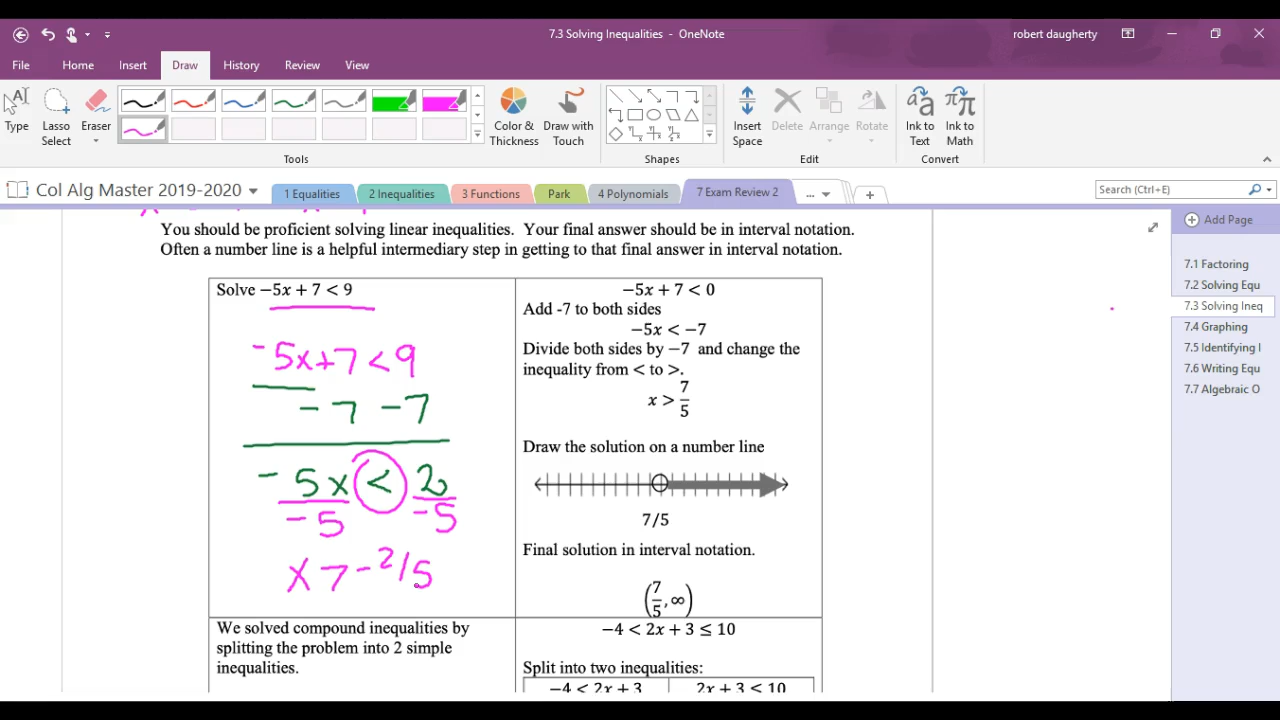 7.3 Solving Inequalities - OneNote
robert daugherty
File Home Insert Draw History Review View
Type
Lasso Select
Eraser
Color & Thickness
Draw with Touch
Insert Space
Delete
Arrange
Rotate
Ink to Text
Ink to Math
Tools
Shapes
Edit
Convert
Col Alg Master 2019-2020
1 Equalities
2 Inequalities
3 Functions
Park
4 Polynomials
7 Exam Review 2
...
Search (Ctrl+E)
Add Page
7.1 Factoring
7.2 Solving Equ
7.3 Solving Ineq
7.4 Graphing
7.5 Identifying I
7.6 Writing Equ
7.7 Algebraic O
You should be proficient solving linear inequalities. Your final answer should be in interval notation.
Often a number line is a helpful intermediary step in getting to that final answer in interval notation.
Solve −5x + 7 < 9
-5x+7<9
-7 -7
-5x < 2
-5 -5
x > -2/5
−5x + 7 < 0
Add -7 to both sides
−5x < −7
Divide both sides by −7 and change the
inequality from < to >.
x > 7/5
Draw the solution on a number line
7/5
Final solution in interval notation.
(7/5, ∞)
We solved compound inequalities by
splitting the problem into 2 simple
inequalities.
−4 < 2x + 3 ≤ 10
Split into two inequalities:
−4 < 2x + 3
2x + 3 < 10